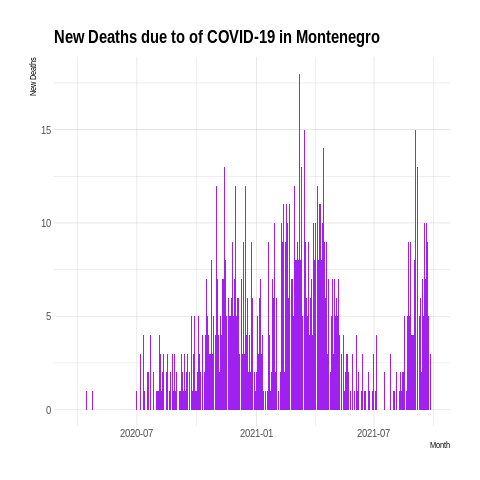 New Deaths due to of COVID-19 in Montenegro
New Deaths
15
10
5
0
2020-07 2021-01 2021-07
Month